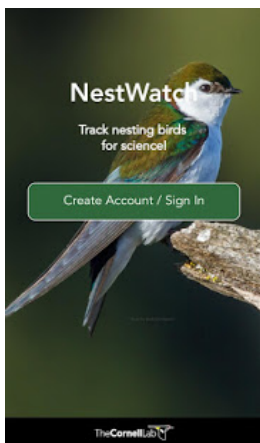 NestWatch
Track nesting birds
for science!
Create Account / Sign In
TheCornellLab